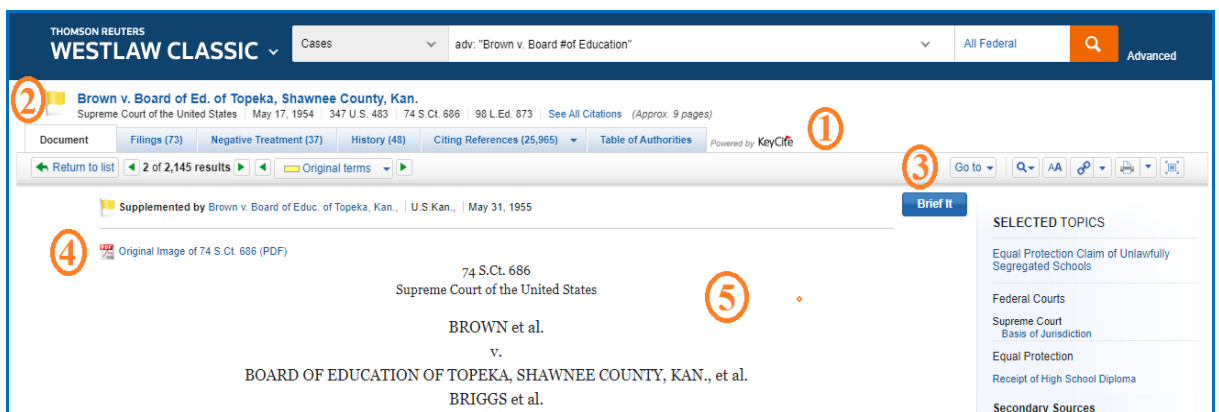 THOMSON REUTERS
WESTLAW CLASSIC
Cases
adv: "Brown v. Board #of Education"
All Federal
Advanced
2
Brown v. Board of Ed. of Topeka, Shawnee County, Kan.
Supreme Court of the United States May 17, 1954 347 U.S. 483 74 S.Ct. 686 98 L.Ed. 873 See All Citations (Approx. 9 pages)
1
Document Filings (73) Negative Treatment (37) History (48) Citing References (25,965) Table of Authorities Powered by KeyCite
3
Return to list 2 of 2,145 results Original terms Go to AA
Supplemented by Brown v. Board of Educ. of Topeka, Kan., U.S.Kan., May 31, 1955
Brief It
4
PDF
Original Image of 74 S.Ct. 686 (PDF)
74 S.Ct. 686
Supreme Court of the United States
5
BROWN et al.
v.
BOARD OF EDUCATION OF TOPEKA, SHAWNEE COUNTY, KAN., et al.
BRIGGS et al.
SELECTED TOPICS
Equal Protection Claim of Unlawfully
Segregated Schools
Federal Courts
Supreme Court
Basis of Jurisdiction
Equal Protection
Receipt of High School Diploma
Secondary Sources